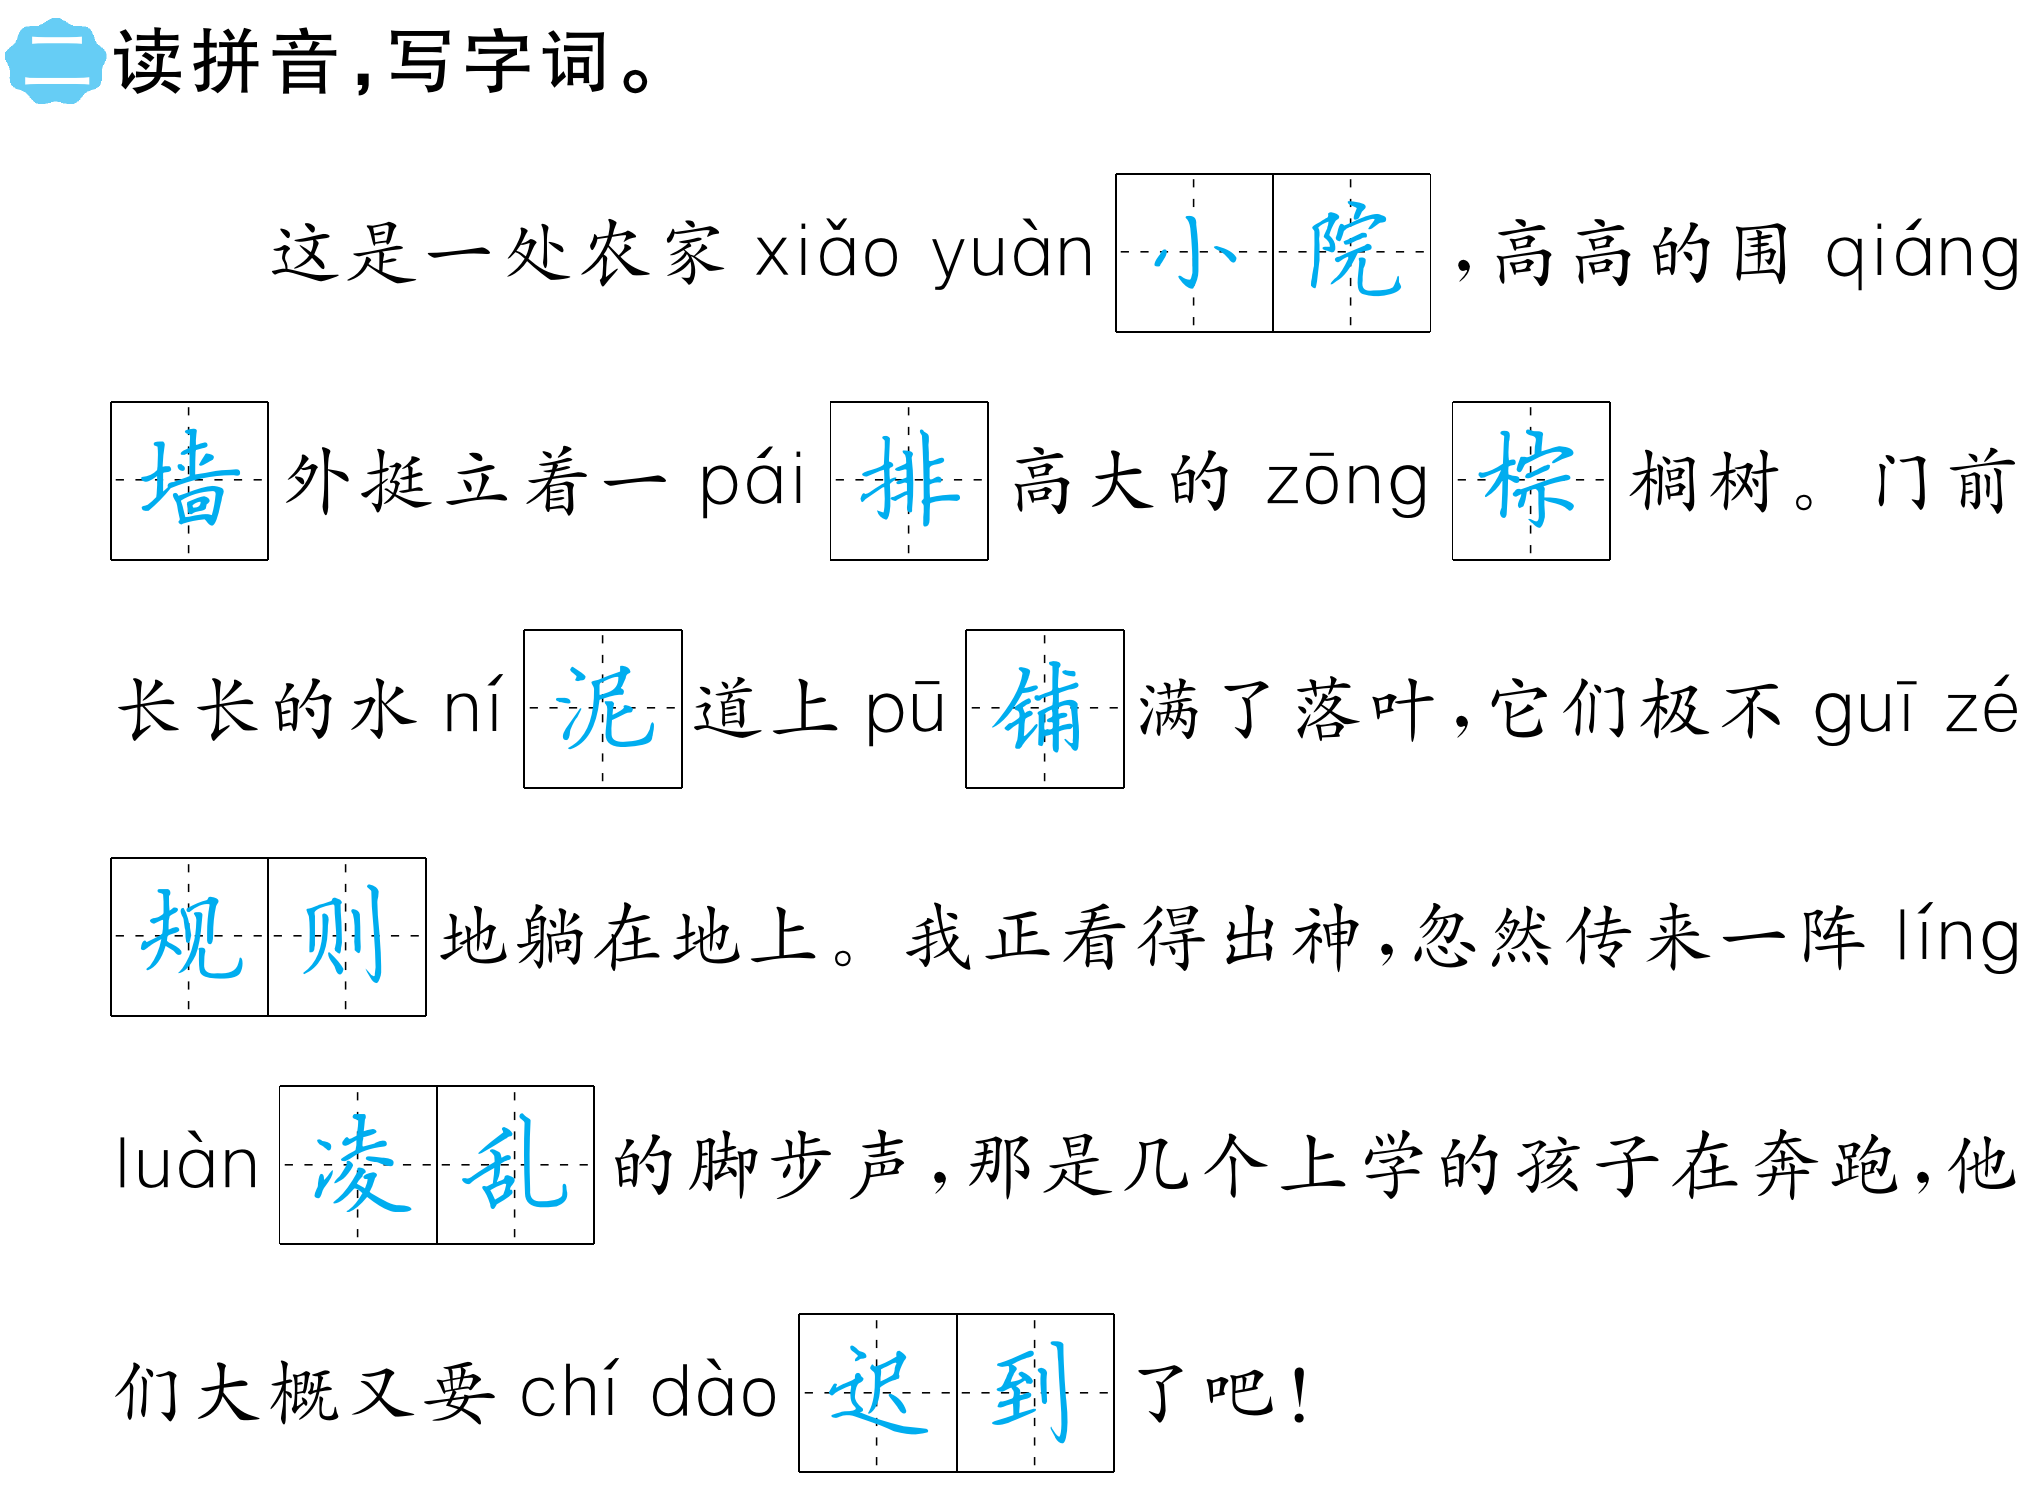 二 读拼音,写字词。
这是一处农家 xiǎo yuàn 小院,高高的围 qiáng
墙外挺立着一 pái 排高大的 zōng 棕榈树。门前
长长的水 ní 泥道上 pū 铺满了落叶,它们极不 guī zé
规则地躺在地上。我正看得出神,忽然传来一阵 líng
luàn 凌乱的脚步声,那是几个上学的孩子在奔跑,他
们大概又要 chí dào 迟到了吧!